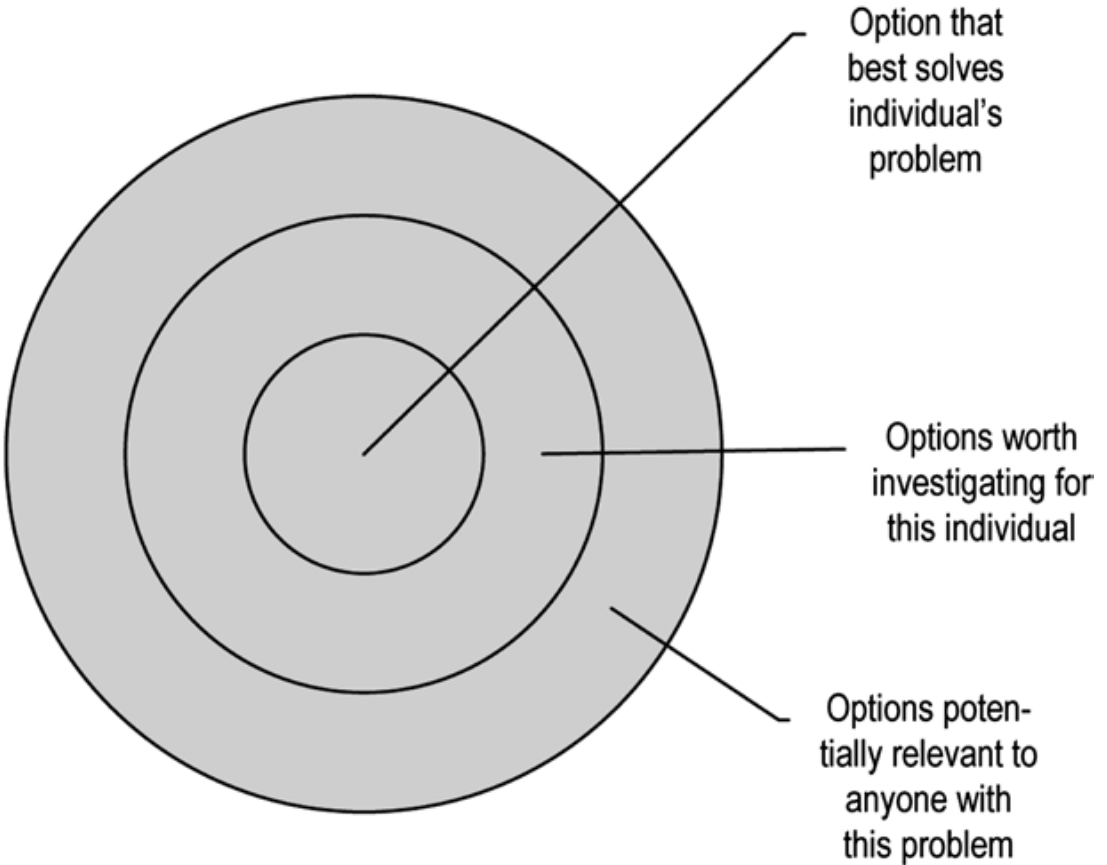 Option that
best solves
individual's
problem
Options worth
investigating for
this individual
Options poten-
tially relevant to
anyone with
this problem